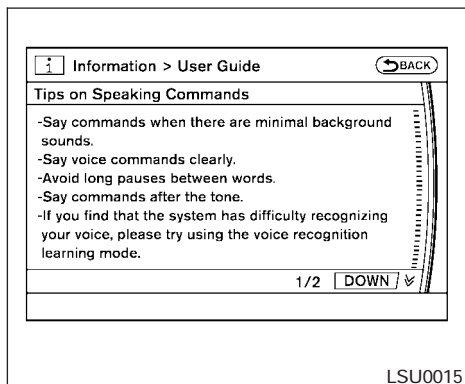 i Information > User Guide BACK
Tips on Speaking Commands
-Say commands when there are minimal background
sounds.
-Say voice commands clearly.
-Avoid long pauses between words.
-Say commands after the tone.
-If you find that the system has difficulty recognizing
your voice, please try using the voice recognition
learning mode.
1/2 DOWN
LSU0015